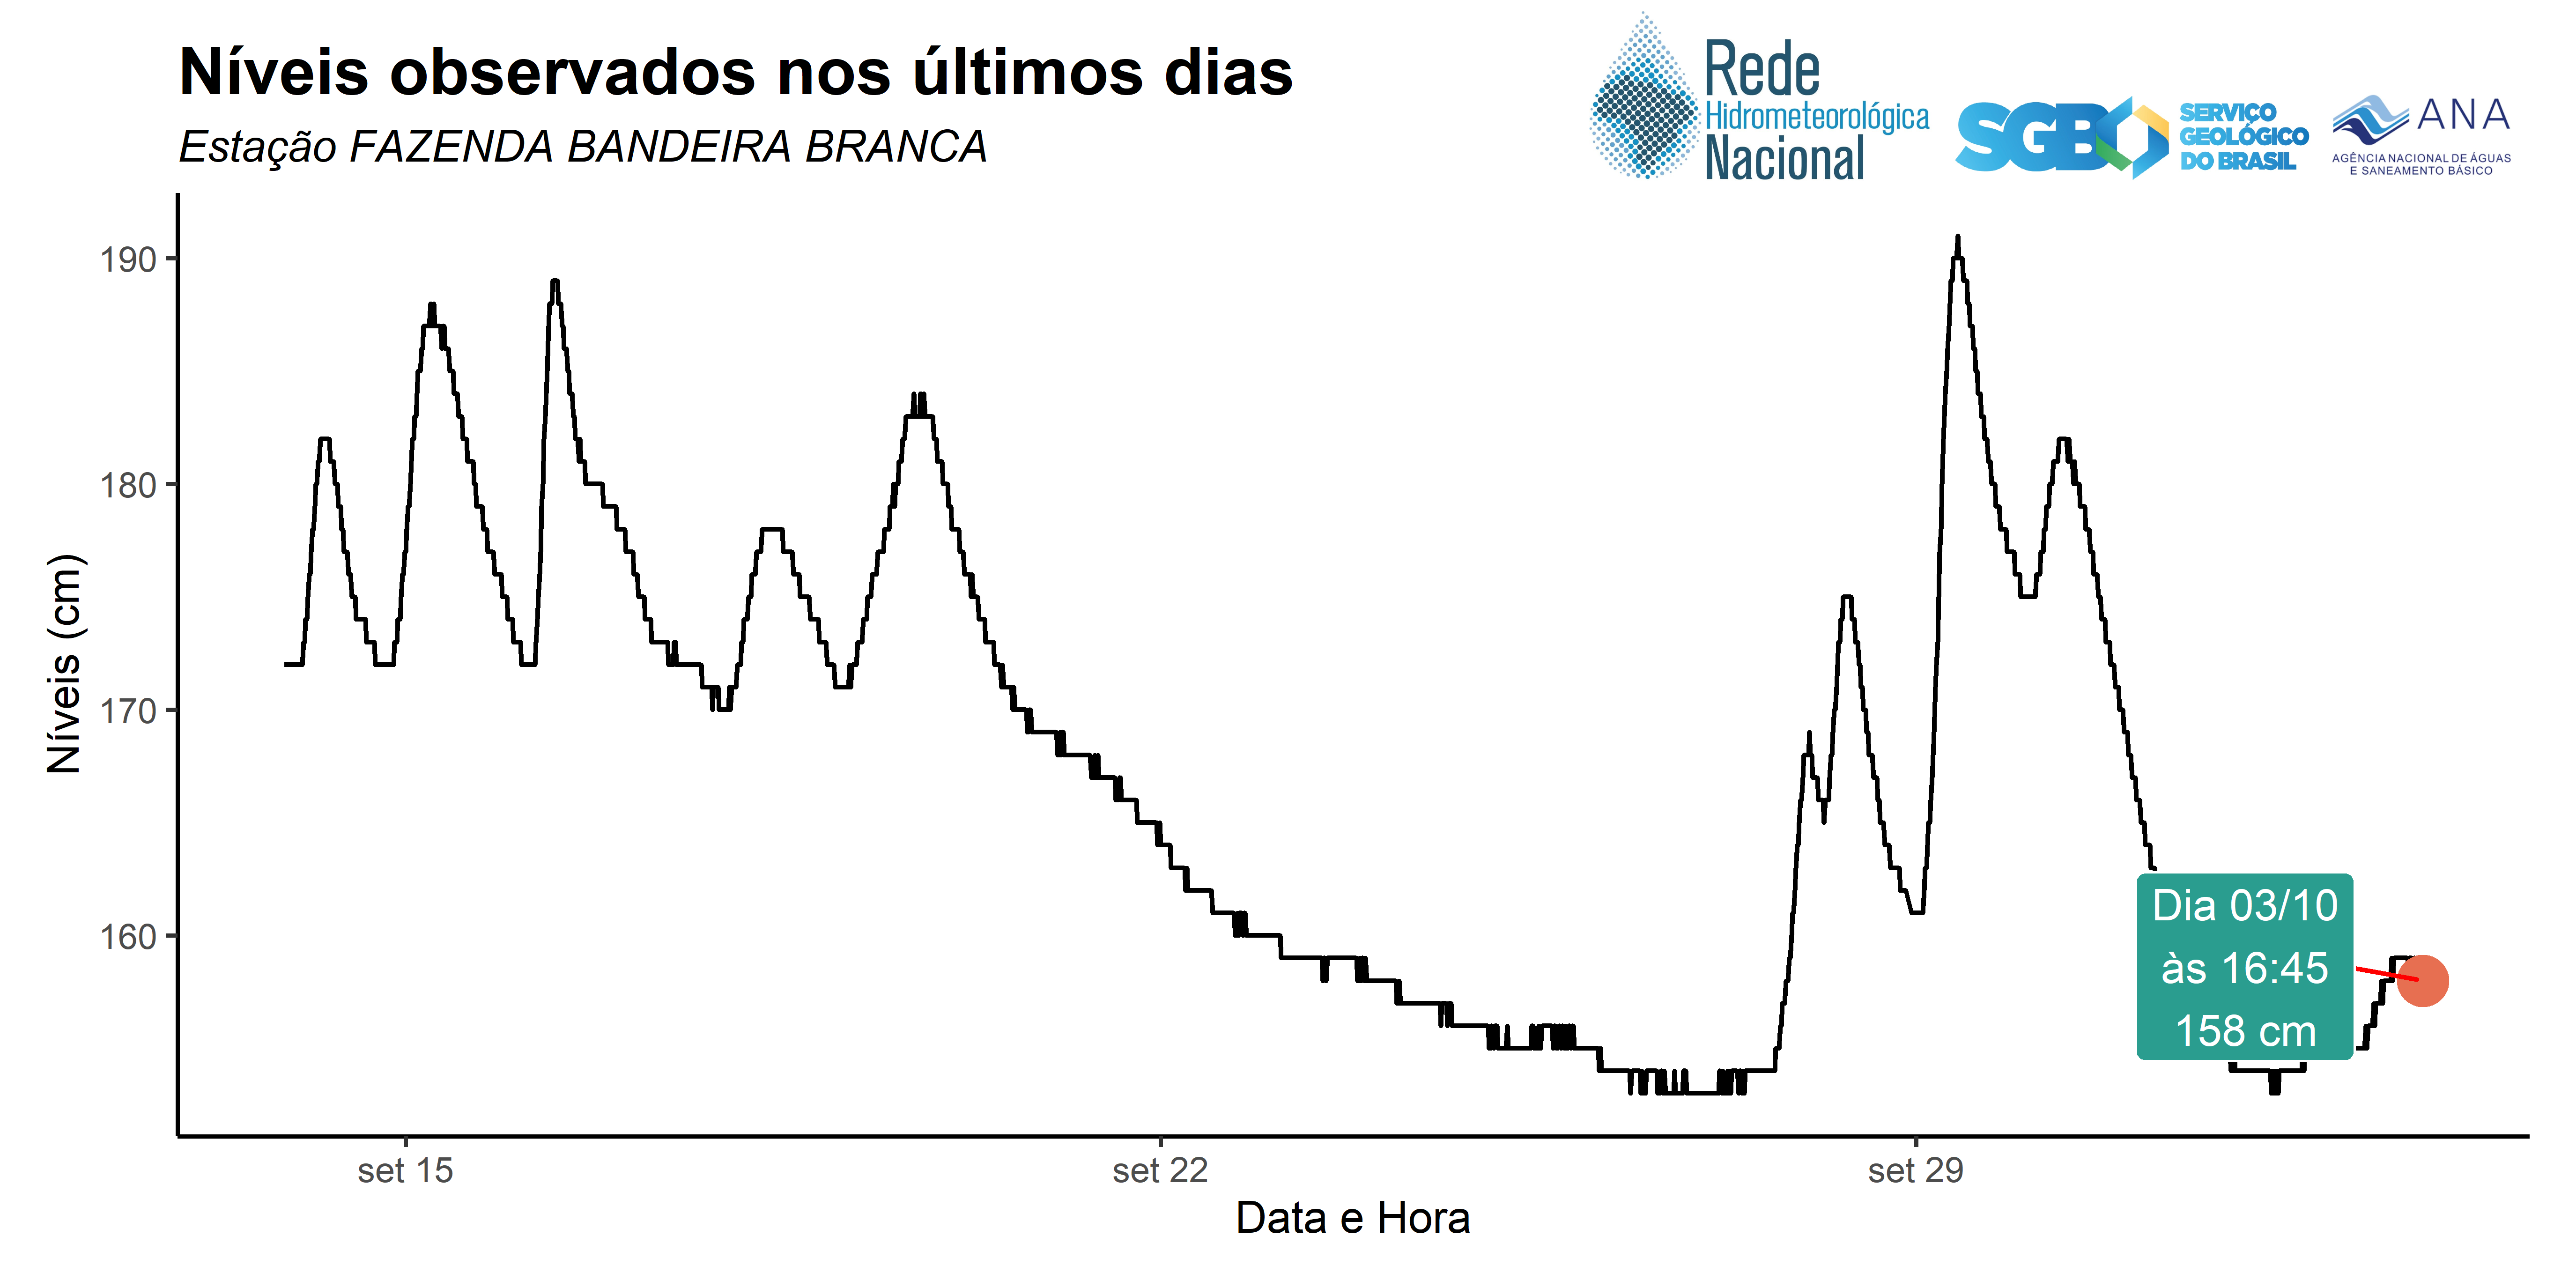 Níveis observados nos últimos dias
Estação FAZENDA BANDEIRA BRANCA
Rede
Hidrometeorológica
Nacional
SGB
SERVIÇO
GEOLÓGICO
DO BRASIL
ANA
AGÊNCIA NACIONAL DE ÁGUAS
E SANEAMENTO BÁSICO
Níveis (cm)
190
180
170
160
Dia 03/10
às 16:45
158 cm
set 15
set 22
set 29
Data e Hora